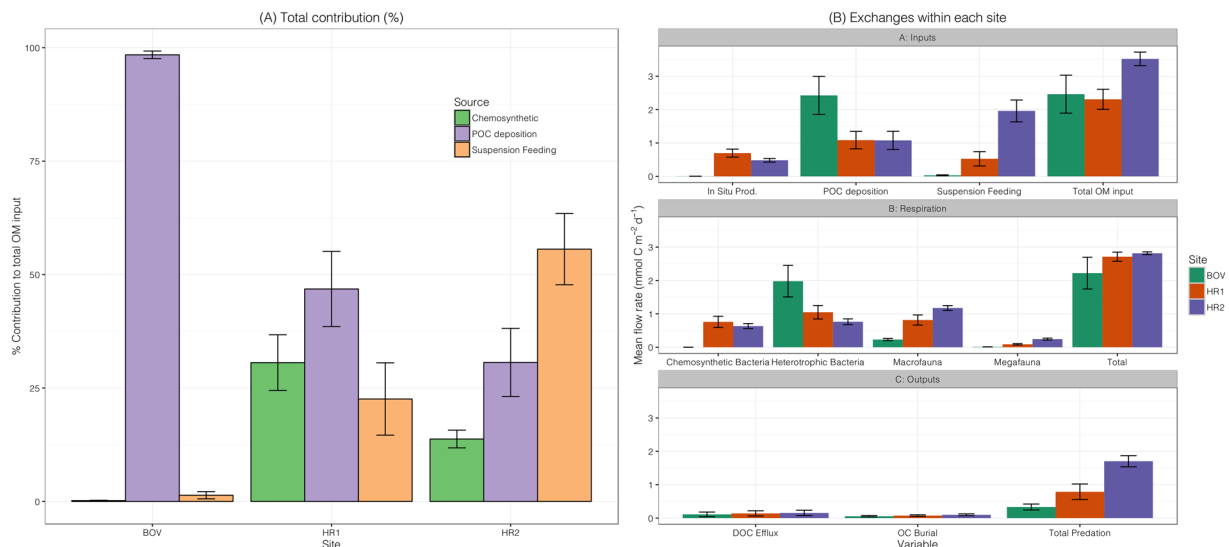 (A) Total contribution (%)
% Contribution to total OM input
100
75
50
25
0
Source
Chemosynthetic
POC deposition
Suspension Feeding
BOV HR1 HR2
Site
(B) Exchanges within each site
Mean flow rate (mmol C m⁻² d⁻¹)
A: Inputs
3
2
1
0
In Situ Prod. POC deposition Suspension Feeding Total OM input
B: Respiration
3
2
1
0
Chemosynthetic Bacteria Heterotrophic Bacteria Macrofauna Megafauna Total
C: Outputs
3
2
1
0
DOC Efflux OC Burial Total Predation
Variable
Site
BOV
HR1
HR2